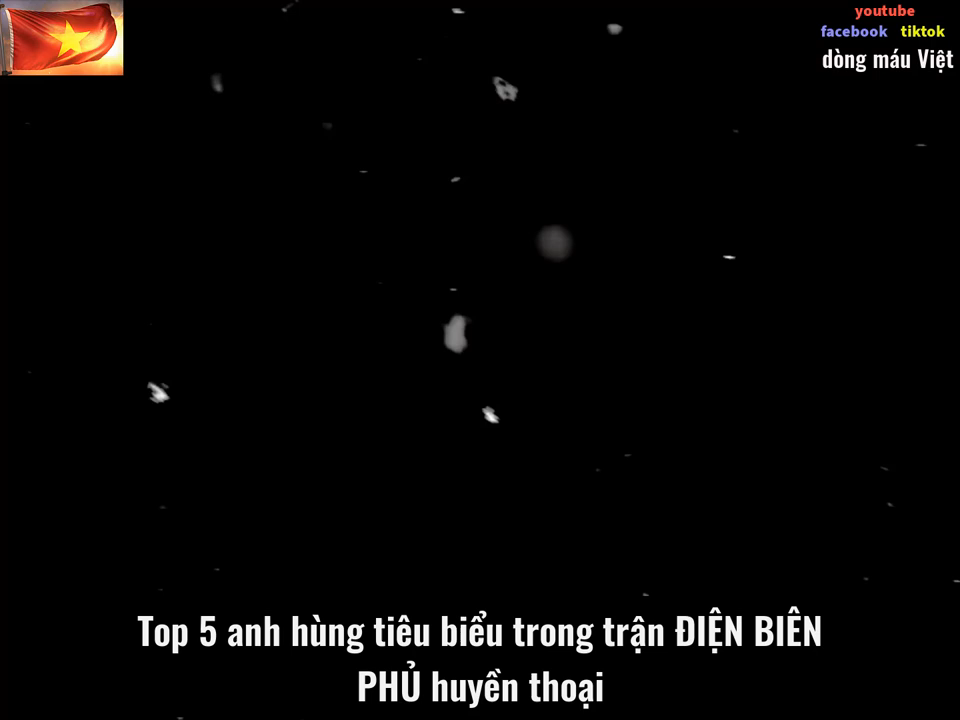 youtube
facebook tiktok
dòng máu Việt
Top 5 anh hùng tiêu biểu trong trận ĐIỆN BIÊN
PHỦ huyền thoại